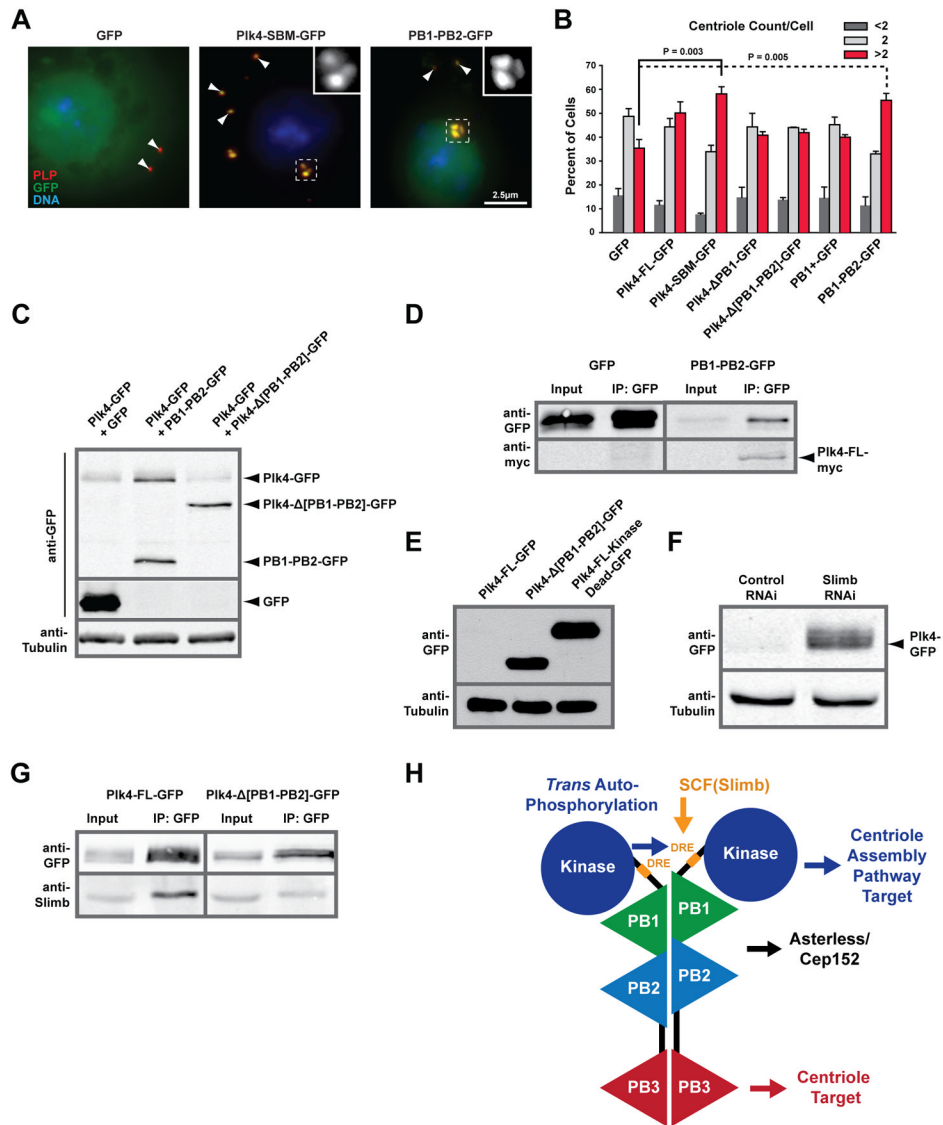 A
GFP
Plk4-SBM-GFP
PB1-PB2-GFP
PLP
GFP
DNA
2.5μm
B
Centriole Count/Cell
<2
2
>2
P = 0.003
P = 0.005
Percent of Cells
70
60
50
40
30
20
10
0
GFP
Plk4-FL-GFP
Plk4-SBM-GFP
Plk4-ΔPB1-GFP
Plk4-Δ[PB1-PB2]-GFP
PB1+-GFP
PB1-PB2-GFP
C
Plk4-GFP
+ GFP
Plk4-GFP
+ PB1-PB2-GFP
Plk4-GFP
+ Plk4-Δ[PB1-PB2]-GFP
anti-GFP
Plk4-GFP
Plk4-Δ[PB1-PB2]-GFP
PB1-PB2-GFP
GFP
anti-
Tubulin
D
GFP
PB1-PB2-GFP
Input
IP: GFP
Input
IP: GFP
anti-
GFP
anti-
myc
Plk4-FL-
myc
E
Plk4-FL-GFP
Plk4-Δ[PB1-PB2]-GFP
Plk4-FL-Kinase
Dead-GFP
anti-
GFP
anti-
Tubulin
F
Control
RNAi
Slimb
RNAi
anti-
GFP
Plk4-
GFP
anti-
Tubulin
G
Plk4-FL-GFP
Plk4-Δ[PB1-PB2]-GFP
Input
IP: GFP
Input
IP: GFP
anti-
GFP
anti-
Slimb
H
Trans Auto-
Phosphorylation
SCF(Slimb)
Kinase
DRE
DRE
Kinase
Centriole
Assembly
Pathway
Target
PB1
PB1
Asterless/
Cep152
PB2
PB2
PB3
PB3
Centriole
Target